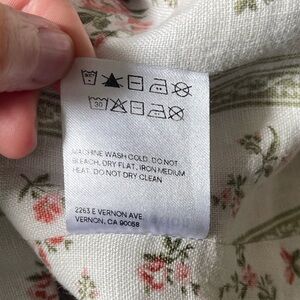 30
MACHINE WASH COLD, DO NOT
BLEACH, DRY FLAT, IRON MEDIUM
HEAT, DO NOT DRY CLEAN
2263 E VERNON AVE
VERNON, CA 90058